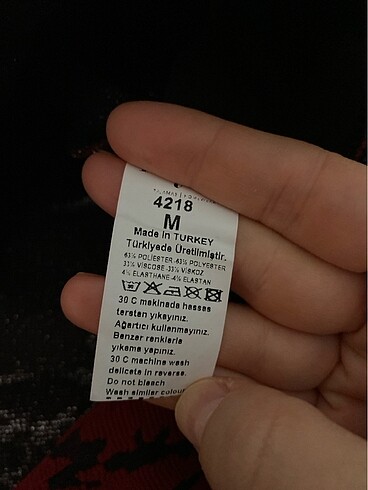 4218
M
Made in TURKEY
Türkiyede Üretilmiştir.
63% POLİESTER-63% POLYESTER
33% VİSCOSE-33% VİSKOZ
4% ELASTHANE-4% ELASTAN
30 C makinada hassas
tersten yıkayınız.
Ağartıcı kullanmayınız.
Benzer renklerle
yıkama yapınız.
30 C machine wash
delicate in reverse.
Do not bleach
Wash similar colour